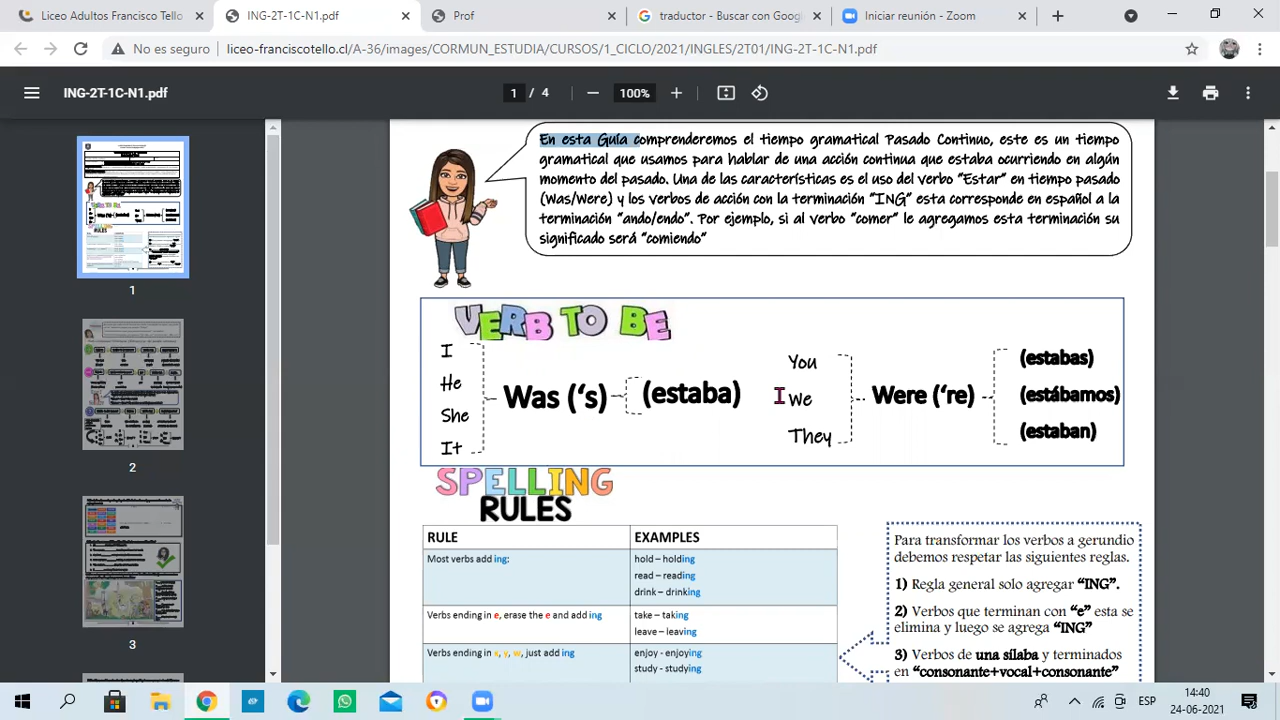 Liceo Adultos Francisco Tello
ING-2T-1C-N1.pdf
Prof
traductor - Buscar con Goog
Iniciar reunión - Zoom
No es seguro
liceo-franciscotello.cl/A-36/images/CORMUN_ESTUDIA/CURSOS/1_CICLO/2021/INGLES/2T01/ING-2T-1C-N1.pdf
ING-2T-1C-N1.pdf
1 / 4
100%
En esta Guía comprenderemos el tiempo gramatical Pasado Continuo, este es un tiempo
gramatical que usamos para hablar de una acción continua que estaba ocurriendo en algún
momento del pasado. Una de las características es el uso del verbo "Estar" en tiempo pasado
(Was/Were) y los verbos de acción con la terminación "ING" esta corresponde en español a la
terminación "ando/endo". Por ejemplo, si al verbo "comer" le agregamos esta terminación su
significado será "comiendo"
VERB TO BE
I
He
She
It
Was ('s)
(estaba)
You
We
They
Were ('re)
(estabas)
(estábamos)
(estaban)
SPELLING
RULES
RULE
EXAMPLES
Most verbs add ing:
hold – holding
read – reading
drink – drinking
Verbs ending in e, erase the e and add ing
take – taking
leave – leaving
Verbs ending in s, y, w, just add ing
enjoy - enjoying
study - studying
Para transformar los verbos a gerundio
debemos respetar las siguientes reglas.
1) Regla general solo agregar "ING".
2) Verbos que terminan con "e" esta se
elimina y luego se agrega "ING"
3) Verbos de una sílaba y terminados
en "consonante+vocal+consonante"
1
2
3
ESP
14:40
24-06-2021